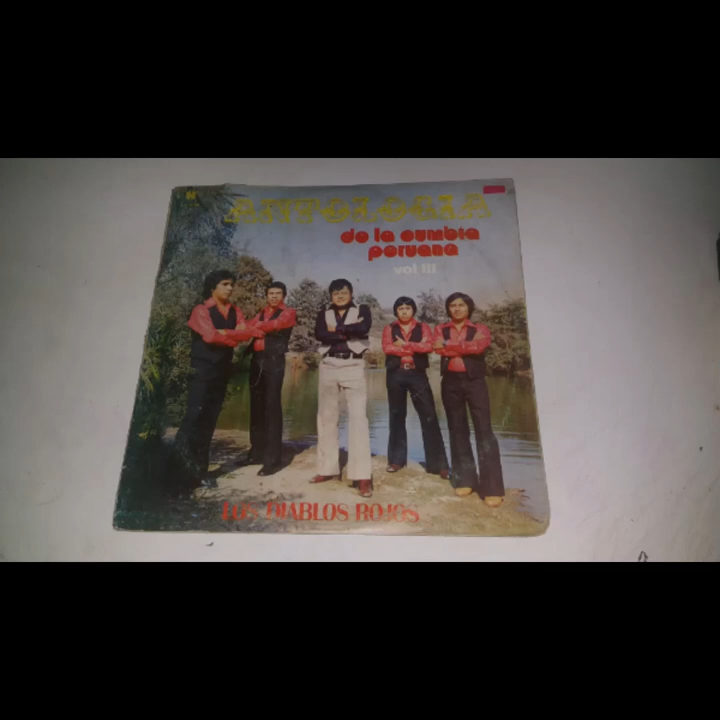 ANTOLOGIA
de la cumbia
peruana
vol III
LOS DIABLOS ROJOS